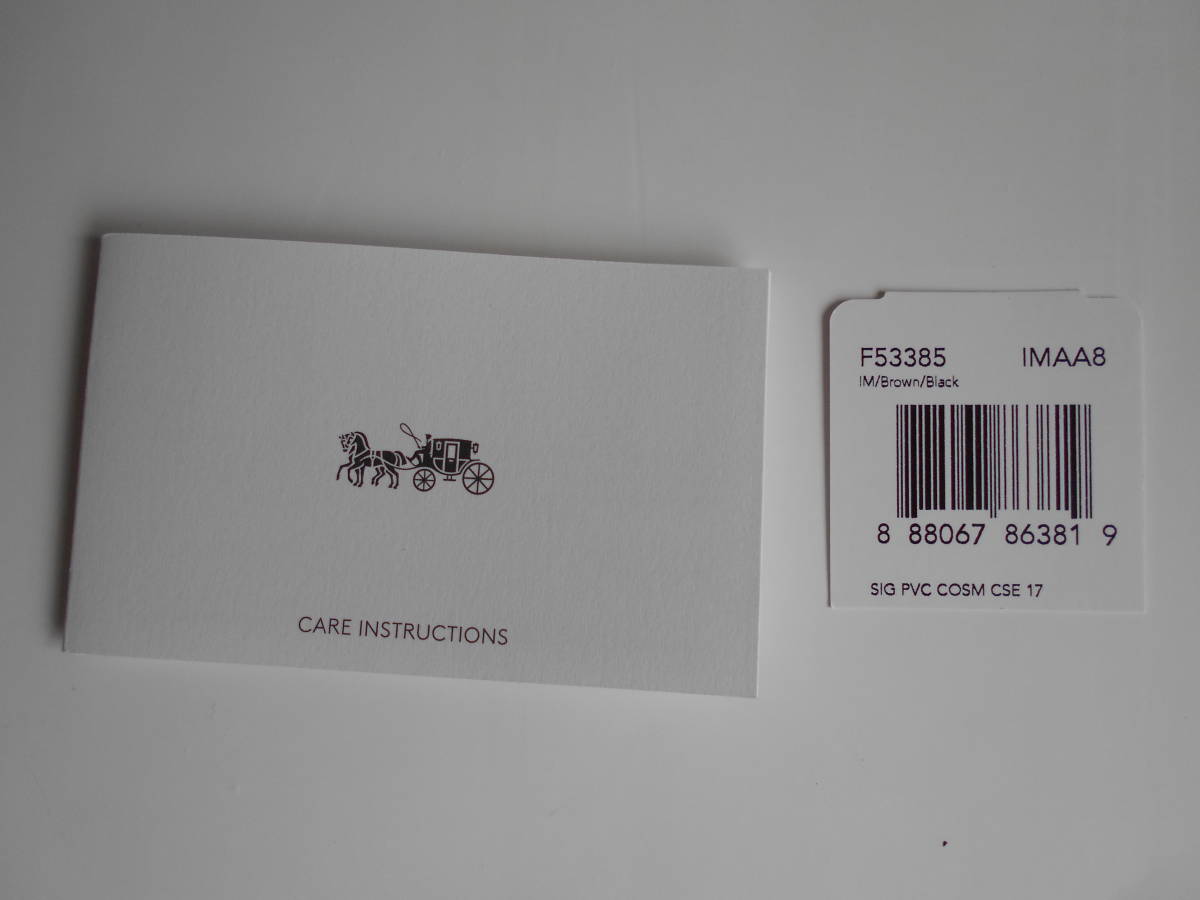 CARE INSTRUCTIONS
F53385 IMAA8
IM/Brown/Black
8 88067 86381 9
SIG PVC COSM CSE 17